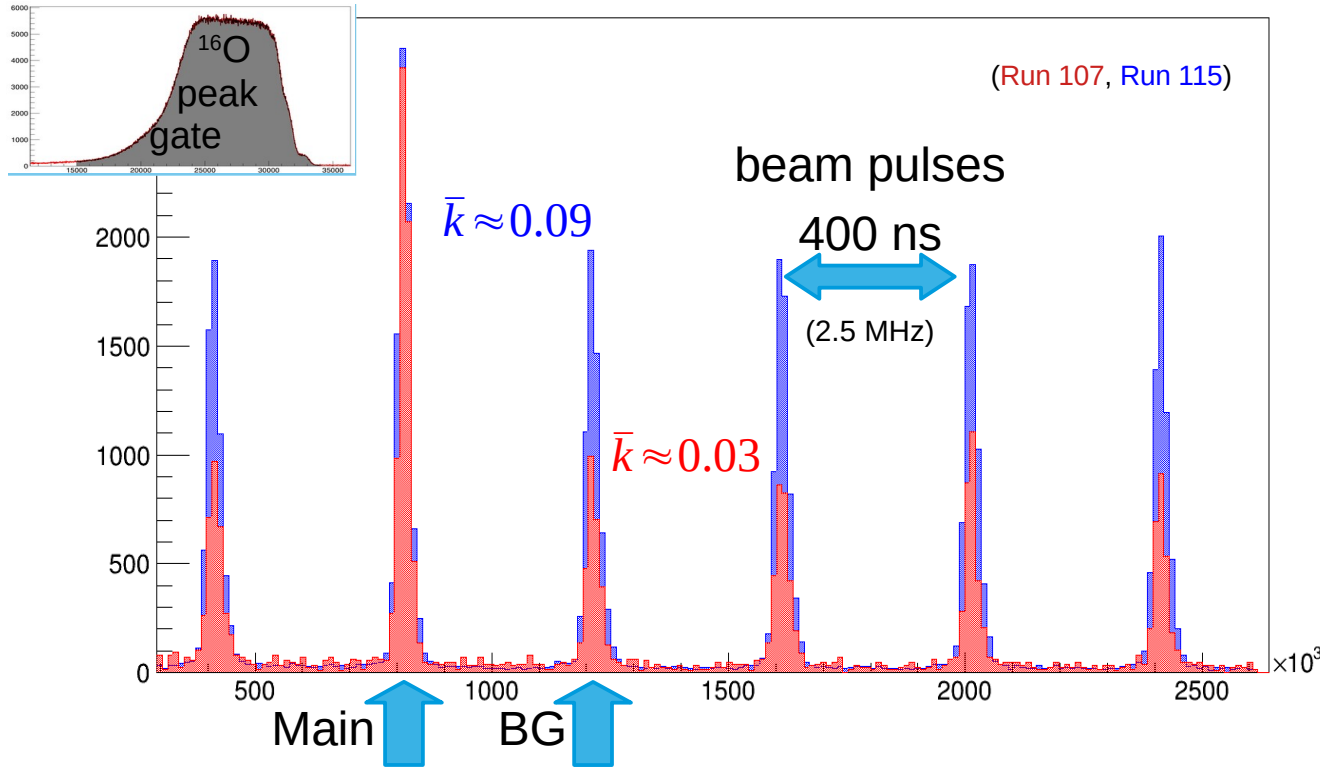 6000
5000
4000
3000
2000
1000
0
15000 20000 25000 30000 35000
¹⁶O
peak
gate
(Run 107, Run 115)
beam pulses
400 ns
(2.5 MHz)
k̄≈0.09
k̄≈0.03
2000
1500
1000
500
0
500 1000 1500 2000 2500 ×10³
Main BG